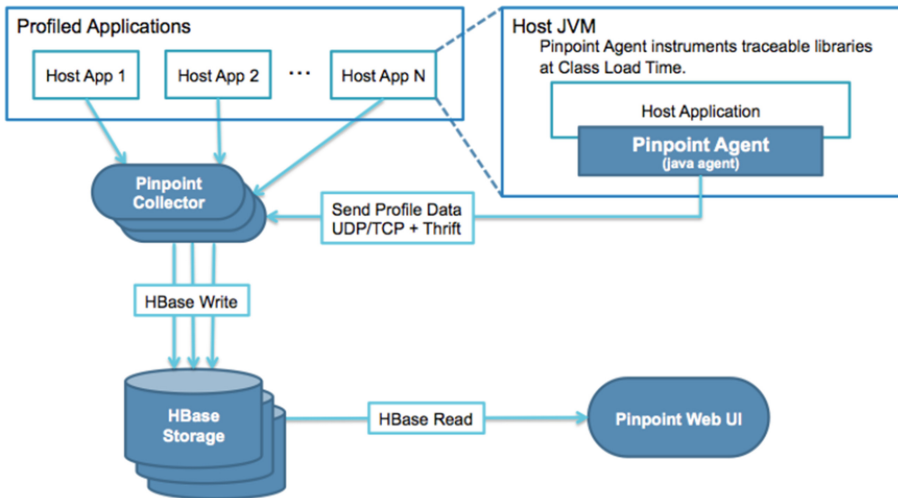 Profiled Applications
Host App 1
Host App 2
...
Host App N
Host JVM
Pinpoint Agent instruments traceable libraries
at Class Load Time.
Host Application
Pinpoint Agent
(java agent)
Pinpoint
Collector
Send Profile Data
UDP/TCP + Thrift
HBase Write
HBase
Storage
HBase Read
Pinpoint Web UI